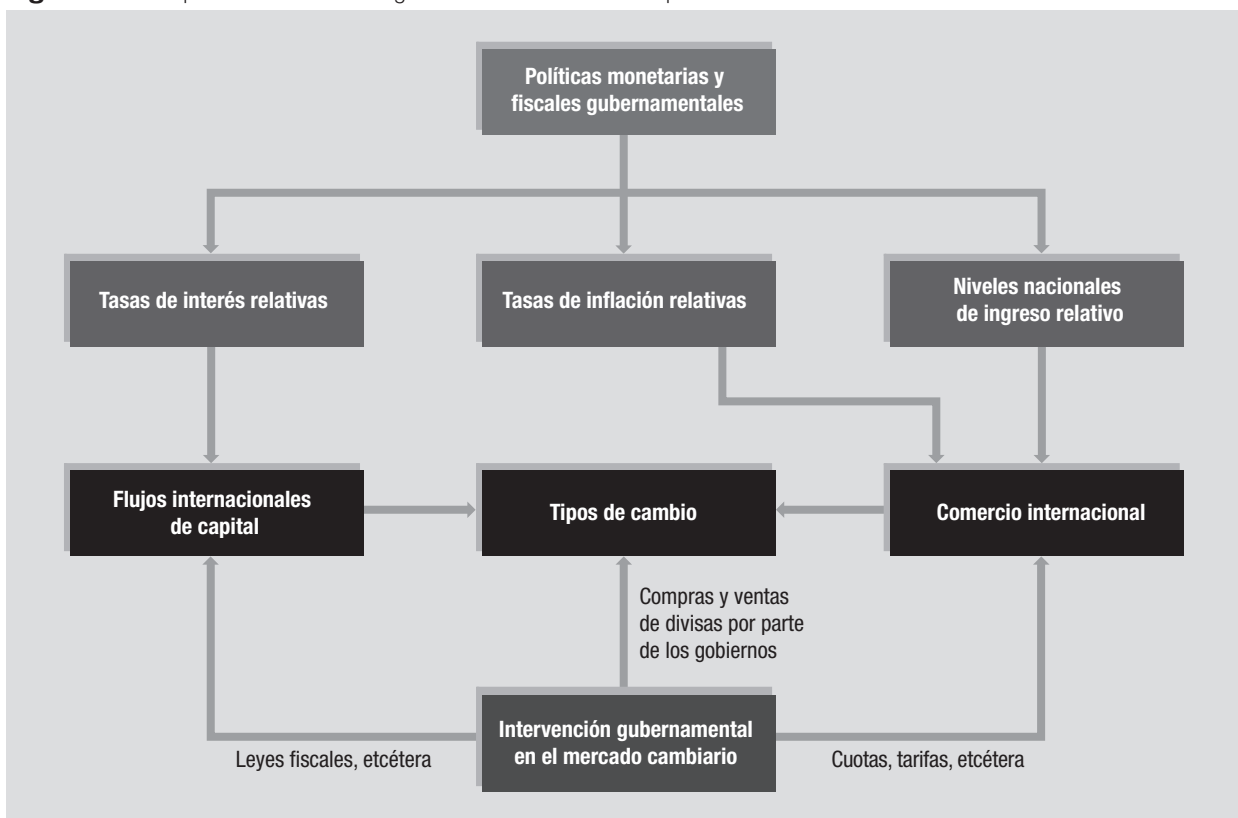 Políticas monetarias y
fiscales gubernamentales
Tasas de interés relativas
Tasas de inflación relativas
Niveles nacionales
de ingreso relativo
Flujos internacionales
de capital
Tipos de cambio
Comercio internacional
Compras y ventas
de divisas por parte
de los gobiernos
Intervención gubernamental
en el mercado cambiario
Leyes fiscales, etcétera
Cuotas, tarifas, etcétera